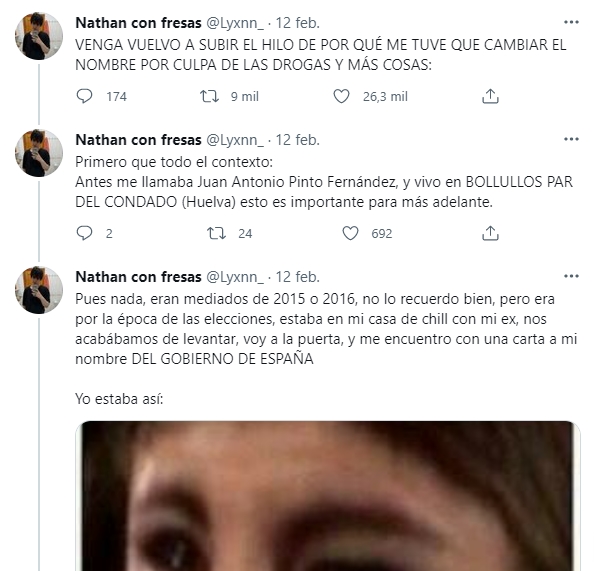 Nathan con fresas @Lyxnn_ · 12 feb.
VENGA VUELVO A SUBIR EL HILO DE POR QUÉ ME TUVE QUE CAMBIAR EL
NOMBRE POR CULPA DE LAS DROGAS Y MÁS COSAS:
174 9 mil 26,3 mil
Nathan con fresas @Lyxnn_ · 12 feb.
Primero que todo el contexto:
Antes me llamaba Juan Antonio Pinto Fernández, y vivo en BOLLULLOS PAR
DEL CONDADO (Huelva) esto es importante para más adelante.
2 24 692
Nathan con fresas @Lyxnn_ · 12 feb.
Pues nada, eran mediados de 2015 o 2016, no lo recuerdo bien, pero era
por la época de las elecciones, estaba en mi casa de chill con mi ex, nos
acabábamos de levantar, voy a la puerta, y me encuentro con una carta a mi
nombre DEL GOBIERNO DE ESPAÑA
Yo estaba así: